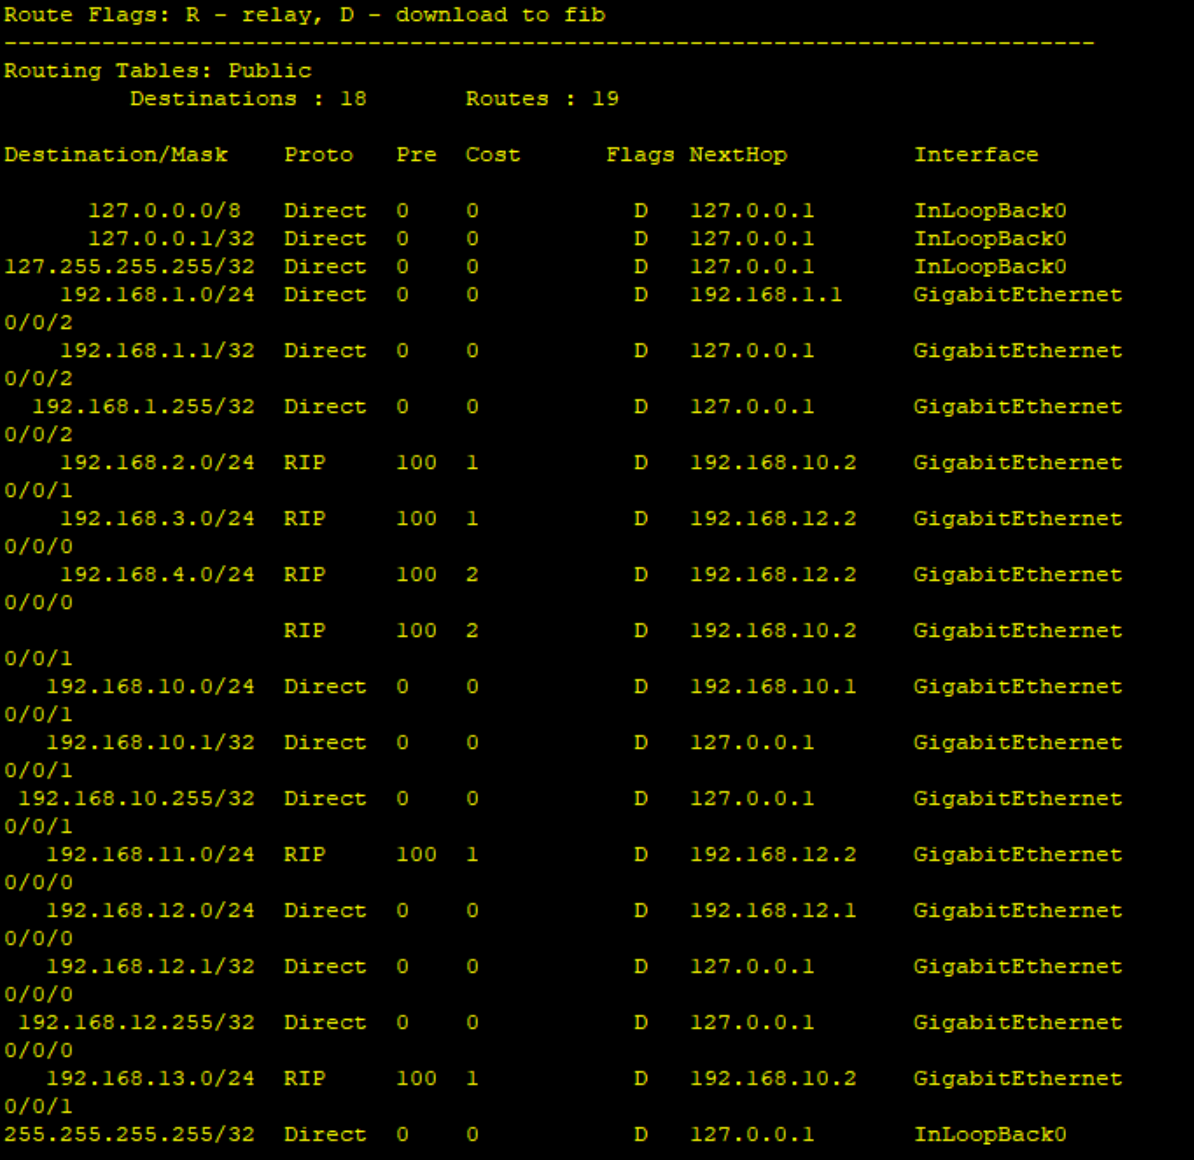 Route Flags: R - relay, D - download to fib
------------------------------------------------------------------------------
Routing Tables: Public
         Destinations : 18       Routes : 19

Destination/Mask    Proto   Pre  Cost      Flags NextHop         Interface

      127.0.0.0/8   Direct  0    0           D   127.0.0.1       InLoopBack0
      127.0.0.1/32  Direct  0    0           D   127.0.0.1       InLoopBack0
127.255.255.255/32  Direct  0    0           D   127.0.0.1       InLoopBack0
    192.168.1.0/24  Direct  0    0           D   192.168.1.1     GigabitEthernet
0/0/2
    192.168.1.1/32  Direct  0    0           D   127.0.0.1       GigabitEthernet
0/0/2
  192.168.1.255/32  Direct  0    0           D   127.0.0.1       GigabitEthernet
0/0/2
    192.168.2.0/24  RIP     100  1           D   192.168.10.2    GigabitEthernet
0/0/1
    192.168.3.0/24  RIP     100  1           D   192.168.12.2    GigabitEthernet
0/0/0
    192.168.4.0/24  RIP     100  2           D   192.168.12.2    GigabitEthernet
0/0/0
                    RIP     100  2           D   192.168.10.2    GigabitEthernet
0/0/1
   192.168.10.0/24  Direct  0    0           D   192.168.10.1    GigabitEthernet
0/0/1
   192.168.10.1/32  Direct  0    0           D   127.0.0.1       GigabitEthernet
0/0/1
 192.168.10.255/32  Direct  0    0           D   127.0.0.1       GigabitEthernet
0/0/1
   192.168.11.0/24  RIP     100  1           D   192.168.12.2    GigabitEthernet
0/0/0
   192.168.12.0/24  Direct  0    0           D   192.168.12.1    GigabitEthernet
0/0/0
   192.168.12.1/32  Direct  0    0           D   127.0.0.1       GigabitEthernet
0/0/0
 192.168.12.255/32  Direct  0    0           D   127.0.0.1       GigabitEthernet
0/0/0
   192.168.13.0/24  RIP     100  1           D   192.168.10.2    GigabitEthernet
0/0/1
255.255.255.255/32  Direct  0    0           D   127.0.0.1       InLoopBack0